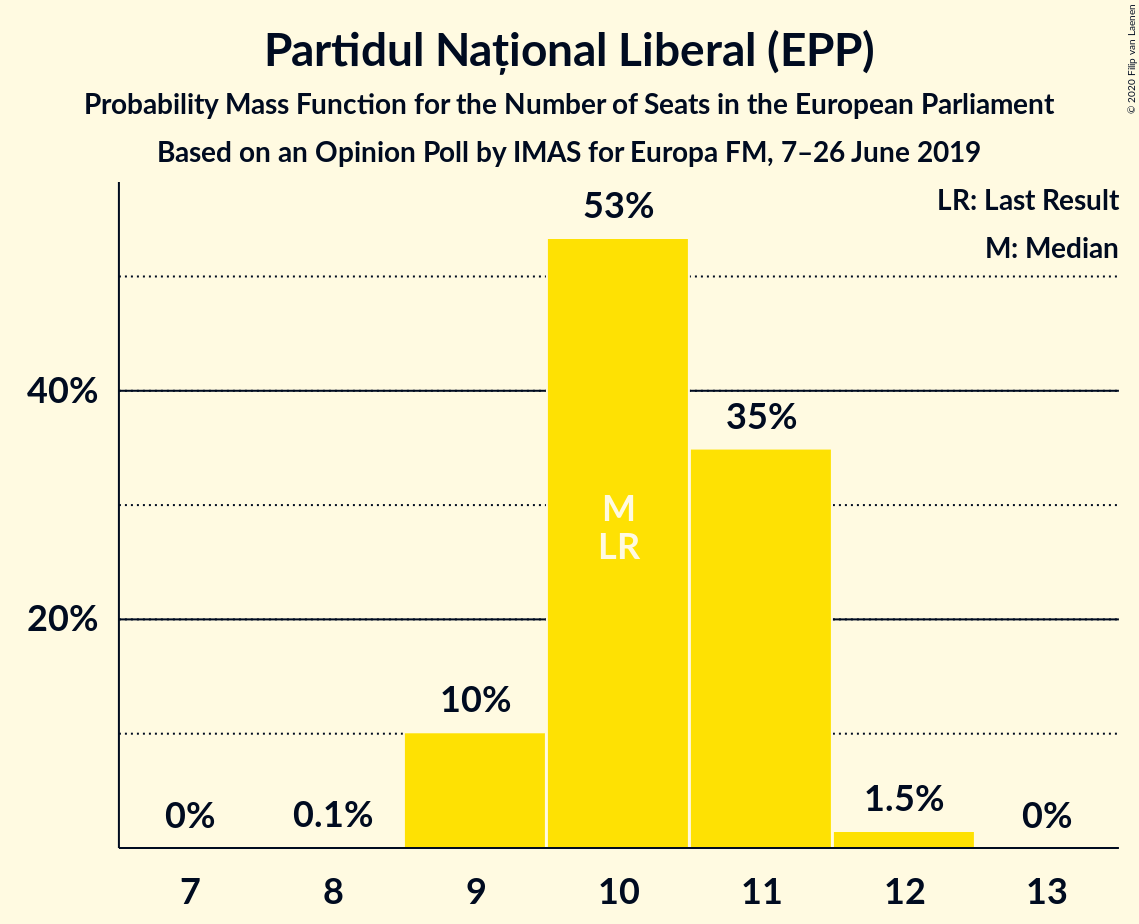 Partidul Național Liberal (EPP)
Probability Mass Function for the Number of Seats in the European Parliament
Based on an Opinion Poll by IMAS for Europa FM, 7–26 June 2019
© 2020 Filip van Laenen
LR: Last Result
M: Median
53%
40%
35%
M
LR
20%
10%
1.5%
0%
0.1%
0%
7 8 9 10 11 12 13